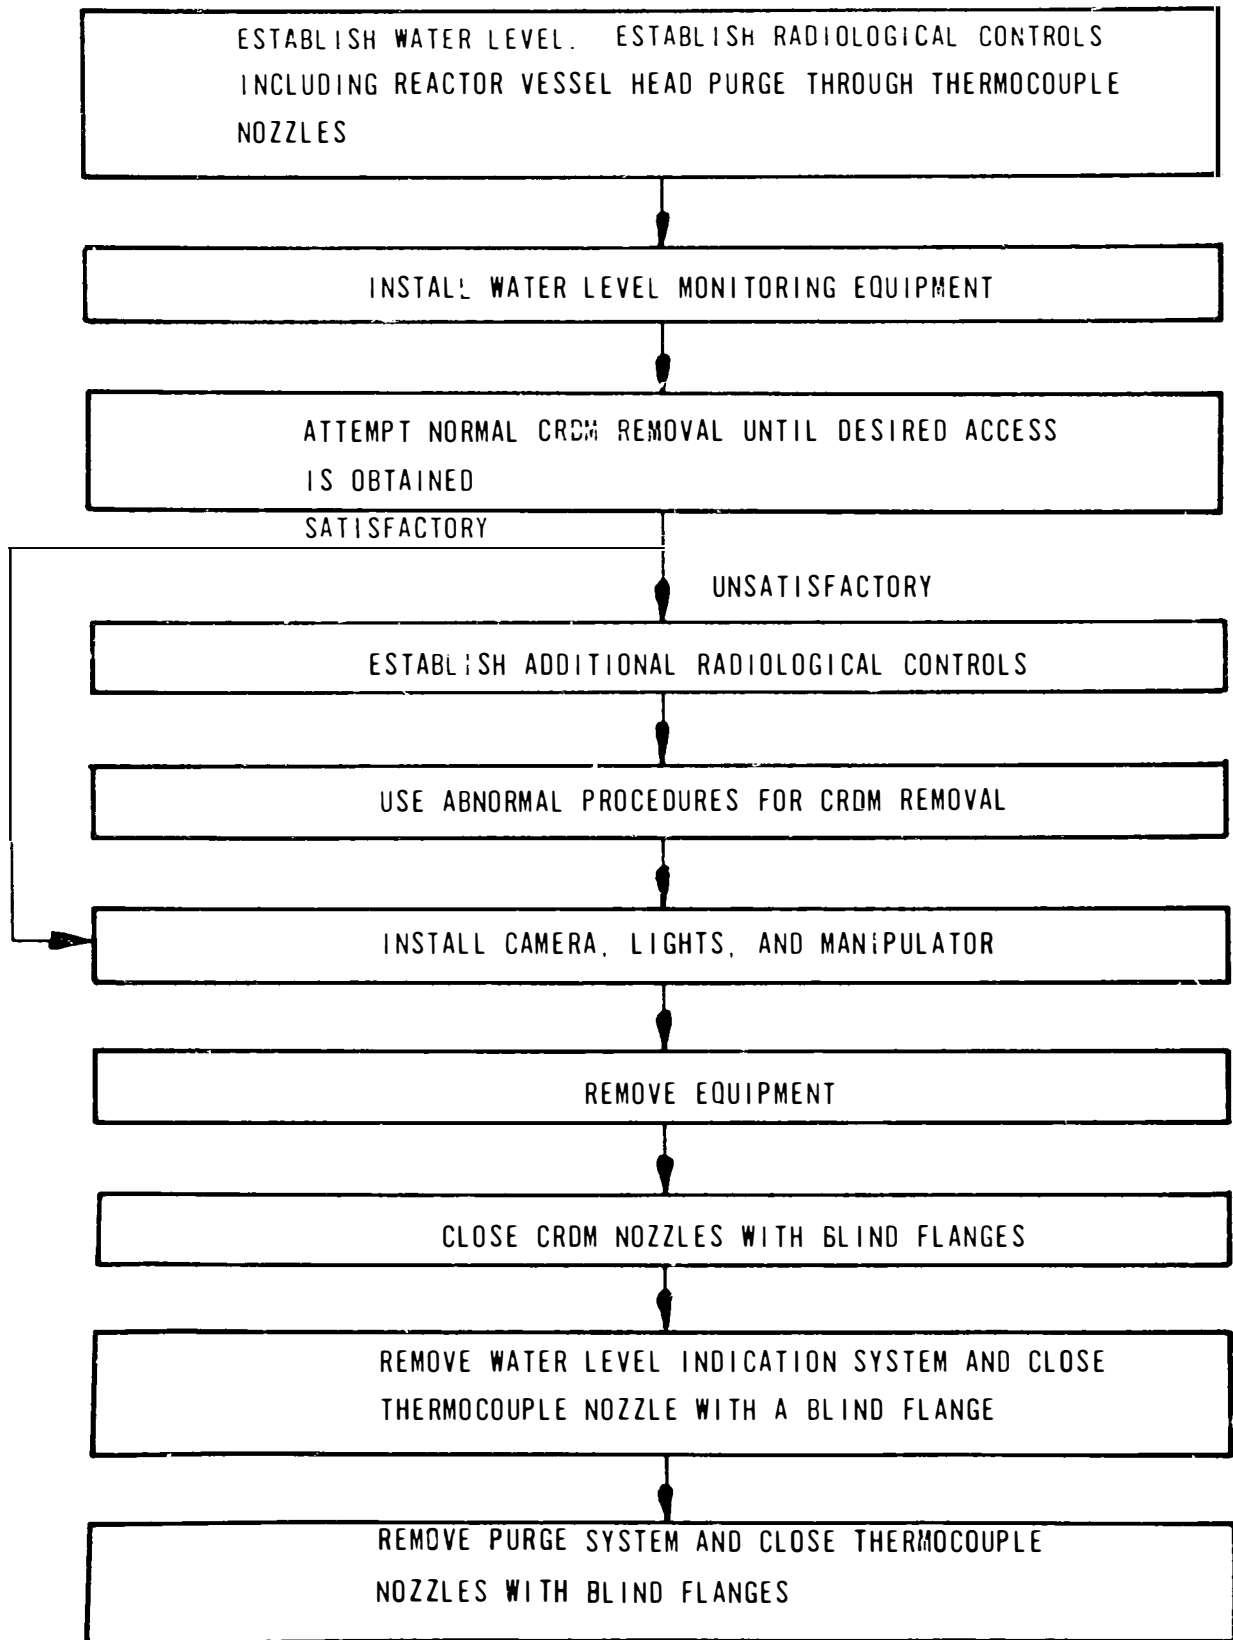 ESTABLISH WATER LEVEL. ESTABLISH RADIOLOGICAL CONTROLS
INCLUDING REACTOR VESSEL HEAD PURGE THROUGH THERMOCOUPLE
NOZZLES
INSTALL WATER LEVEL MONITORING EQUIPMENT
ATTEMPT NORMAL CRDM REMOVAL UNTIL DESIRED ACCESS
IS OBTAINED
SATISFACTORY
UNSATISFACTORY
ESTABLISH ADDITIONAL RADIOLOGICAL CONTROLS
USE ABNORMAL PROCEDURES FOR CRDM REMOVAL
INSTALL CAMERA, LIGHTS, AND MANIPULATOR
REMOVE EQUIPMENT
CLOSE CRDM NOZZLES WITH BLIND FLANGES
REMOVE WATER LEVEL INDICATION SYSTEM AND CLOSE
THERMOCOUPLE NOZZLE WITH A BLIND FLANGE
REMOVE PURGE SYSTEM AND CLOSE THERMOCOUPLE
NOZZLES WITH BLIND FLANGES